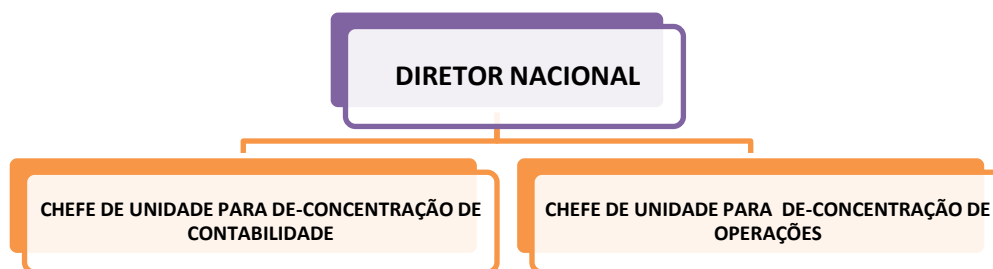 DIRETOR NACIONAL
CHEFE DE UNIDADE PARA DE-CONCENTRAÇÃO DE
CONTABILIDADE
CHEFE DE UNIDADE PARA DE-CONCENTRAÇÃO DE
OPERAÇÕES